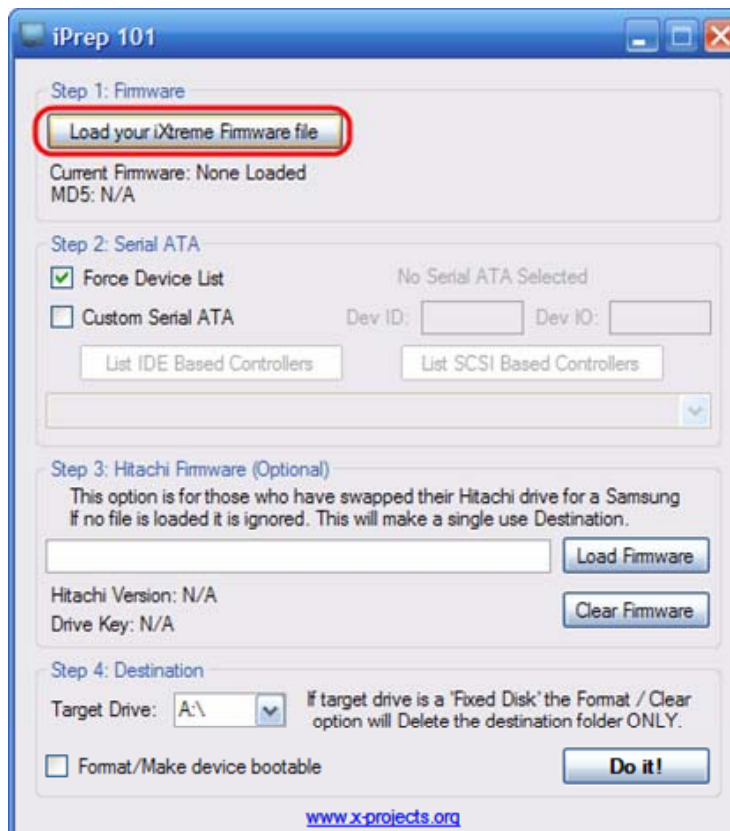 iPrep 101
Step 1: Firmware
Load your iXtreme Firmware file
Current Firmware: None Loaded
MD5: N/A
Step 2: Serial ATA
Force Device List
No Serial ATA Selected
Custom Serial ATA
Dev ID:
Dev IO:
List IDE Based Controllers
List SCSI Based Controllers
Step 3: Hitachi Firmware (Optional)
This option is for those who have swapped their Hitachi drive for a Samsung
If no file is loaded it is ignored. This will make a single use Destination.
Load Firmware
Hitachi Version: N/A
Clear Firmware
Drive Key: N/A
Step 4: Destination
Target Drive:
A:\
If target drive is a 'Fixed Disk' the Format / Clear
option will Delete the destination folder ONLY.
Format/Make device bootable
Do it!
www.x-projects.org